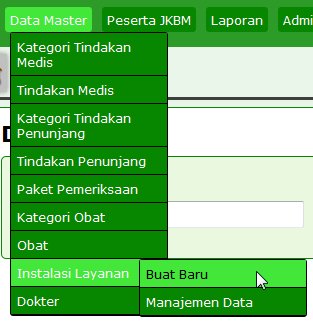 Data Master Peserta JKBM Laporan Admi
Kategori Tindakan
Medis
Tindakan Medis
Kategori Tindakan
Penunjang
Tindakan Penunjang
Paket Pemeriksaan
Kategori Obat
Obat
Instalasi Layanan Buat Baru
Dokter Manajemen Data